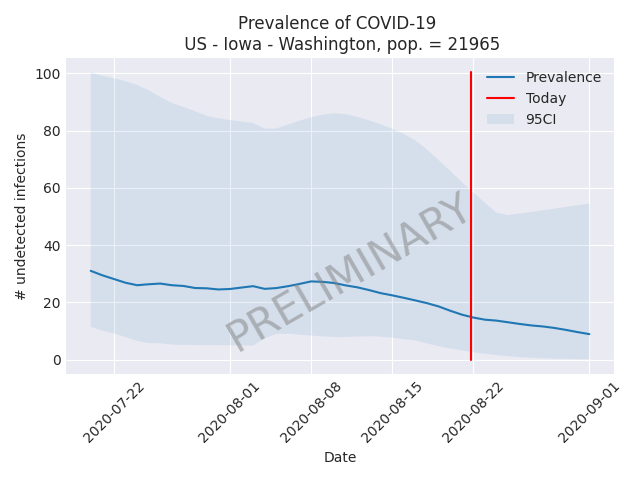 Prevalence of COVID-19
US - Iowa - Washington, pop. = 21965
# undetected infections
100
80
60
40
20
0
Prevalence
Today
95CI
PRELIMINARY
2020-07-22
2020-08-01
2020-08-08
2020-08-15
2020-08-22
2020-09-01
Date